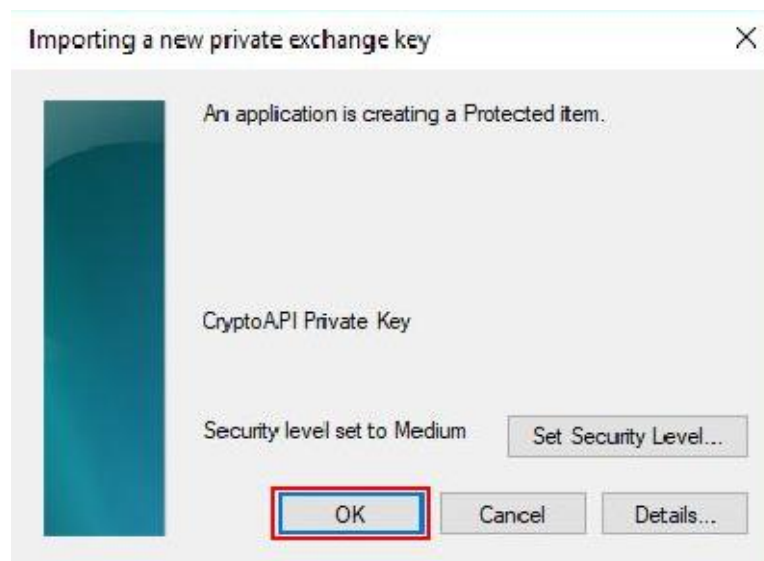 Importing a new private exchange key
An application is creating a Protected item.
CryptoAPI Private Key
Security level set to Medium
Set Security Level...
OK
Cancel
Details...